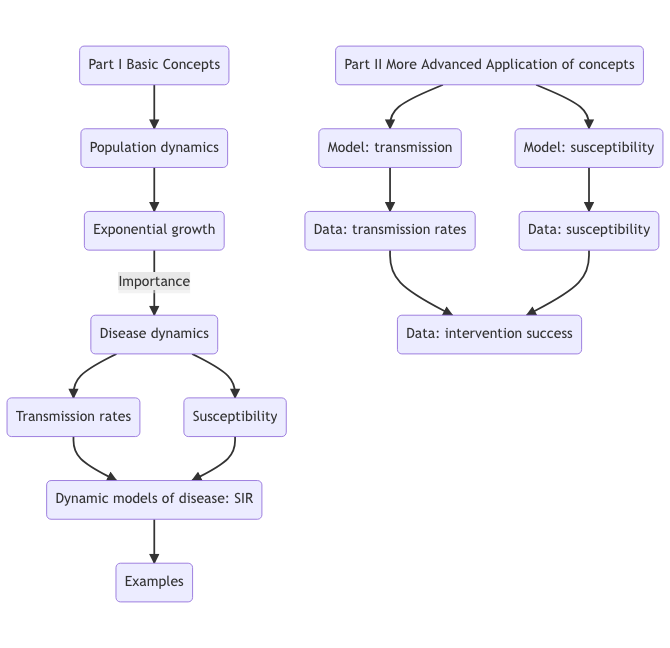 Part I Basic Concepts
Population dynamics
Exponential growth
Importance
Disease dynamics
Transmission rates
Susceptibility
Dynamic models of disease: SIR
Examples
Part II More Advanced Application of concepts
Model: transmission
Model: susceptibility
Data: transmission rates
Data: susceptibility
Data: intervention success